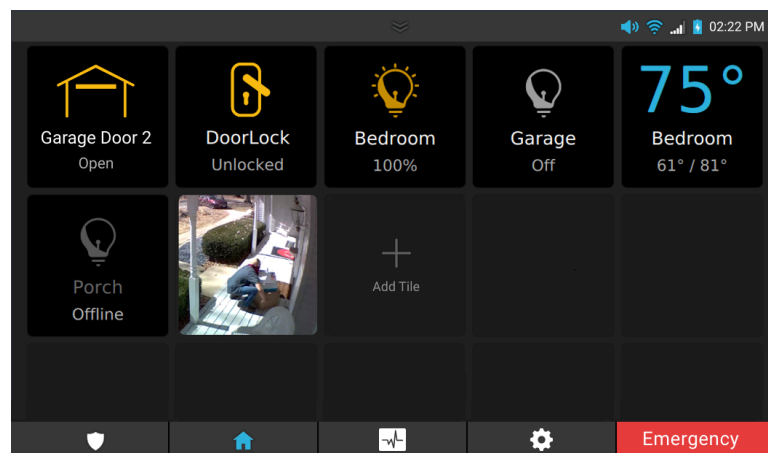 02:22 PM
Garage Door 2
Open
DoorLock
Unlocked
Bedroom
100%
Garage
Off
75°
Bedroom
61° / 81°
Porch
Offline
Add Tile
Emergency